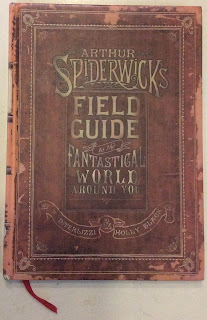 ARTHUR
SPIDERWICK'S
FIELD
GUIDE
TO THE
FANTASTICAL
WORLD
AROUND YOU
DITERLIZZI & HOLLY BLACK